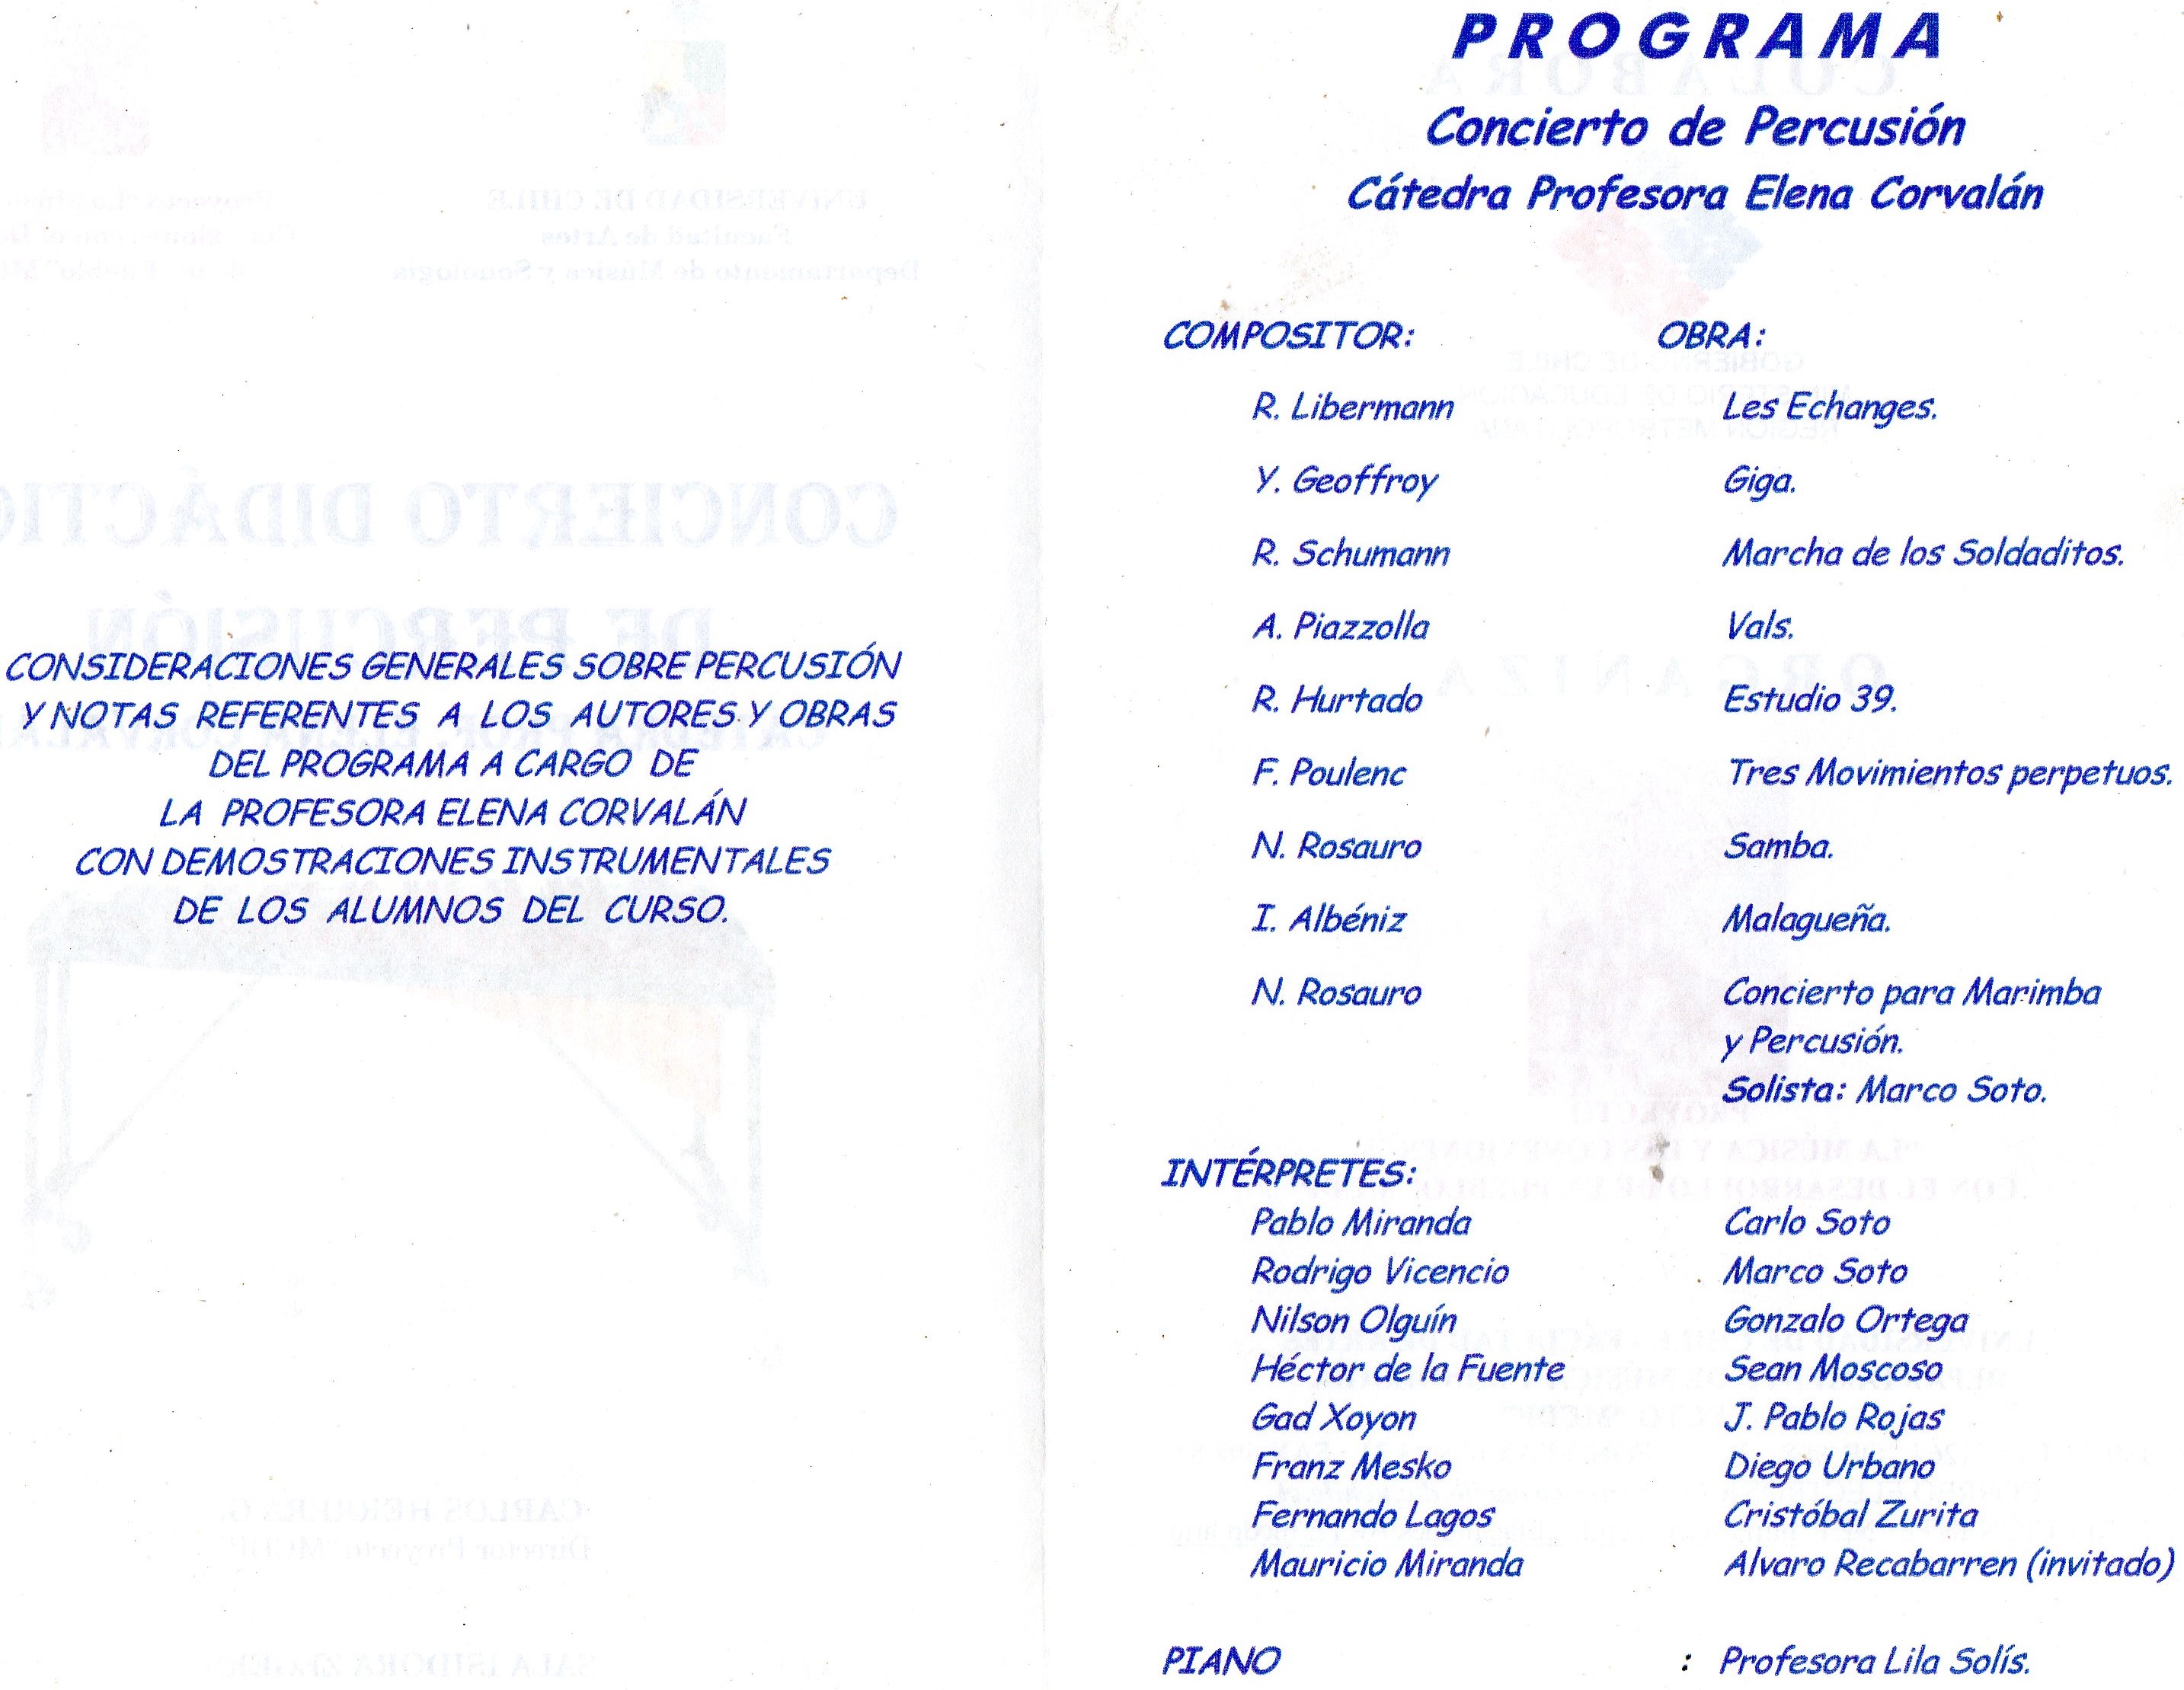 CONSIDERACIONES GENERALES SOBRE PERCUSIÓN
Y NOTAS REFERENTES A LOS AUTORES Y OBRAS
DEL PROGRAMA A CARGO DE
LA PROFESORA ELENA CORVALÁN
CON DEMOSTRACIONES INSTRUMENTALES
DE LOS ALUMNOS DEL CURSO.
PROGRAMA
Concierto de Percusión
Cátedra Profesora Elena Corvalán
COMPOSITOR: OBRA:
R. Libermann Les Echanges.
Y. Geoffroy Giga.
R. Schumann Marcha de los Soldaditos.
A. Piazzolla Vals.
R. Hurtado Estudio 39.
F. Poulenc Tres Movimientos perpetuos.
N. Rosauro Samba.
I. Albéniz Malagueña.
N. Rosauro Concierto para Marimba
y Percusión.
Solista: Marco Soto.
INTÉRPRETES:
Pablo Miranda Carlo Soto
Rodrigo Vicencio Marco Soto
Nilson Olguín Gonzalo Ortega
Héctor de la Fuente Sean Moscoso
Gad Xoyon J. Pablo Rojas
Franz Mesko Diego Urbano
Fernando Lagos Cristóbal Zurita
Mauricio Miranda Alvaro Recabarren (invitado)
PIANO : Profesora Lila Solís.